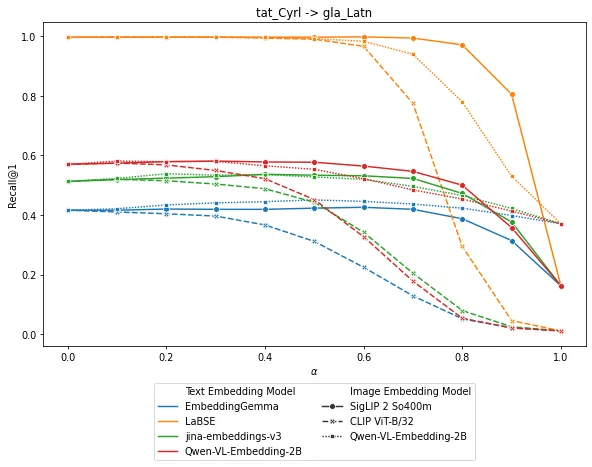 tat_Cyrl -> gla_Latn
1.0
0.8
0.6
0.4
0.2
0.0
Recall@1
0.0 0.2 0.4 0.6 0.8 1.0
α
Text Embedding Model
EmbeddingGemma
LaBSE
jina-embeddings-v3
Qwen-VL-Embedding-2B
Image Embedding Model
SigLIP 2 So400m
CLIP ViT-B/32
Qwen-VL-Embedding-2B